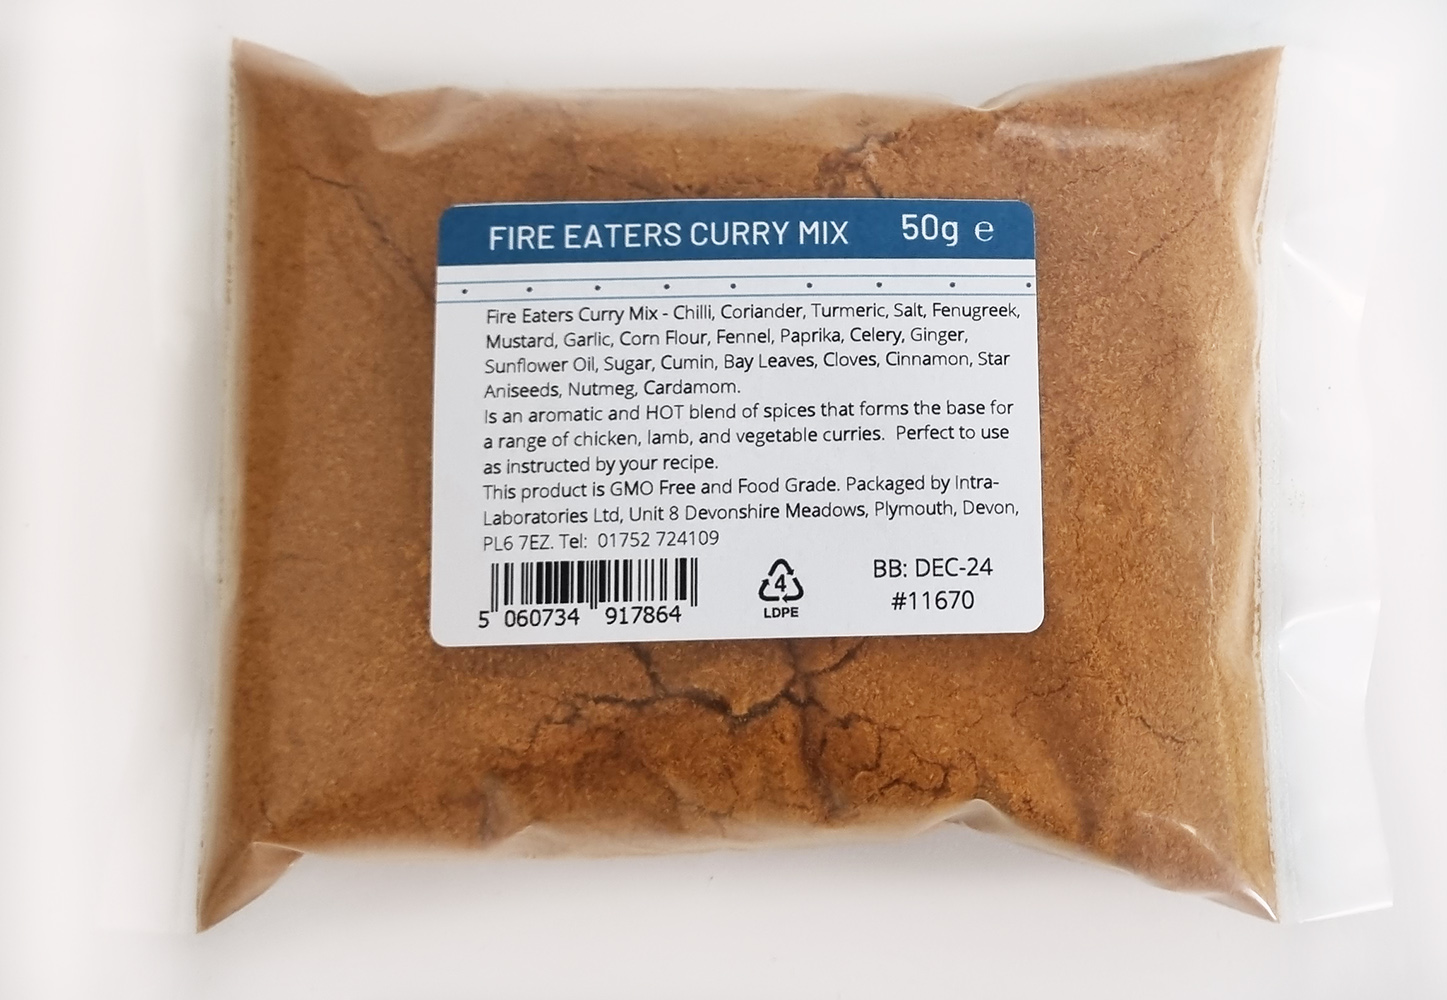 FIRE EATERS CURRY MIX 50g ℮
Fire Eaters Curry Mix - Chilli, Coriander, Turmeric, Salt, Fenugreek,
Mustard, Garlic, Corn Flour, Fennel, Paprika, Celery, Ginger,
Sunflower Oil, Sugar, Cumin, Bay Leaves, Cloves, Cinnamon, Star
Aniseeds, Nutmeg, Cardamom.
Is an aromatic and HOT blend of spices that forms the base for
a range of chicken, lamb, and vegetable curries. Perfect to use
as instructed by your recipe.
This product is GMO Free and Food Grade. Packaged by Intra-
Laboratories Ltd, Unit 8 Devonshire Meadows, Plymouth, Devon,
PL6 7EZ. Tel: 01752 724109
5 060734 917864
4
LDPE
BB: DEC-24
#11670